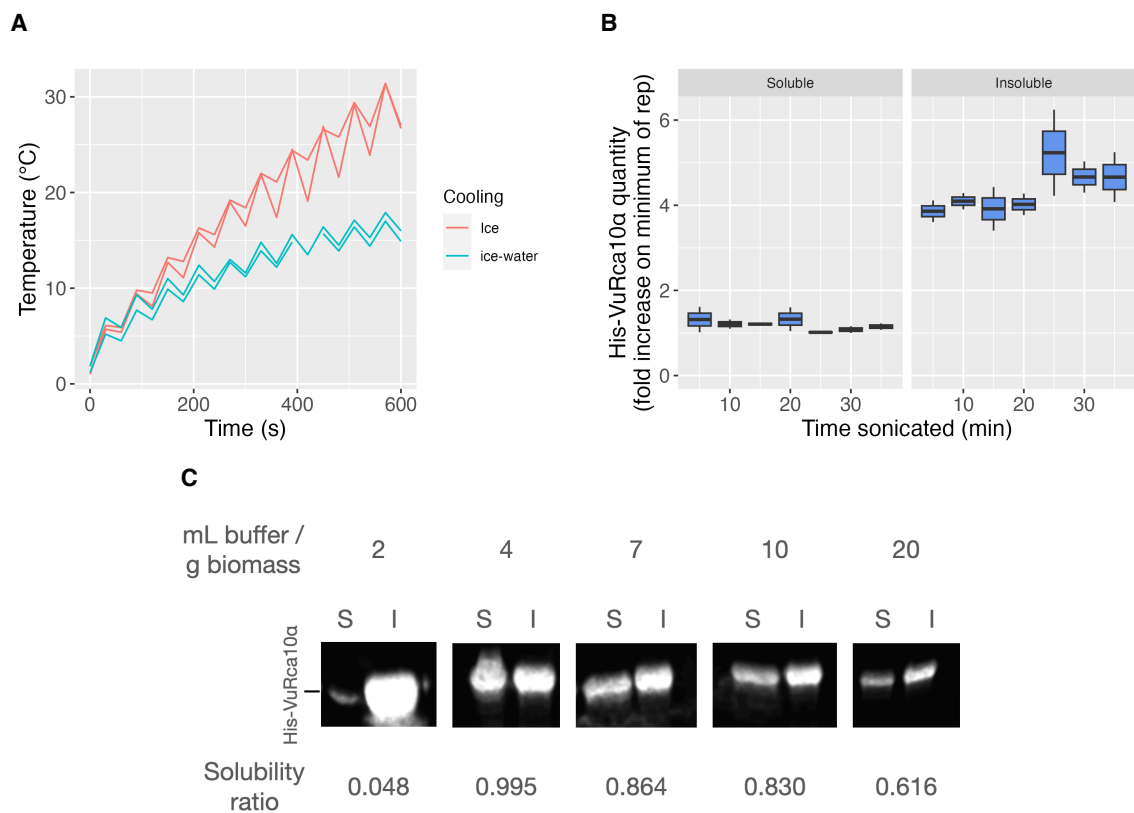 A
Temperature (°C)
30
20
10
0
0 200 400 600
Time (s)
Cooling
Ice
ice-water
B
His-VuRca10α quantity
(fold increase on minimum of rep)
Soluble Insoluble
6
4
2
0
10 20 30 10 20 30
Time sonicated (min)
C
mL buffer /
g biomass
2 4 7 10 20
S I S I S I S I S I
His-VuRca10α
Solubility
ratio
0.048 0.995 0.864 0.830 0.616